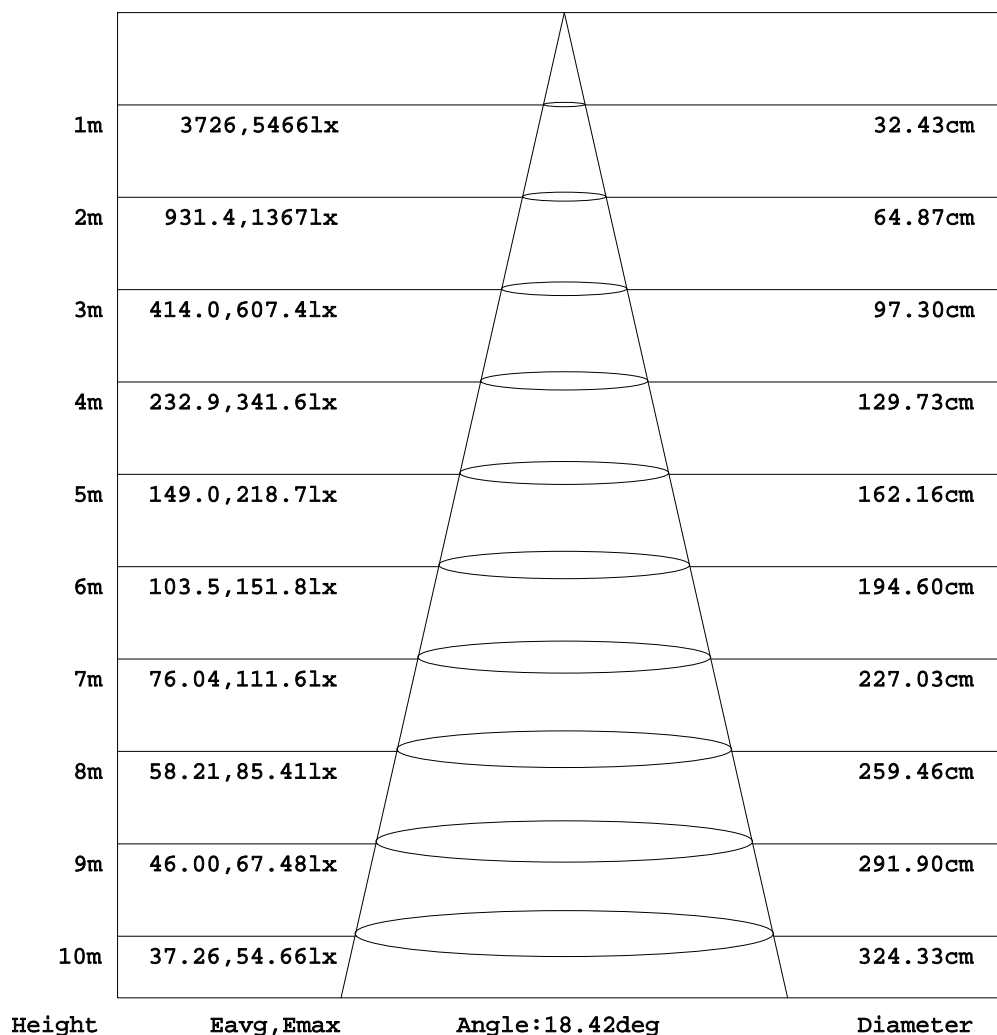 1m 3726,5466lx 32.43cm
2m 931.4,1367lx 64.87cm
3m 414.0,607.4lx 97.30cm
4m 232.9,341.6lx 129.73cm
5m 149.0,218.7lx 162.16cm
6m 103.5,151.8lx 194.60cm
7m 76.04,111.6lx 227.03cm
8m 58.21,85.41lx 259.46cm
9m 46.00,67.48lx 291.90cm
10m 37.26,54.66lx 324.33cm
Height Eavg,Emax Angle:18.42deg Diameter